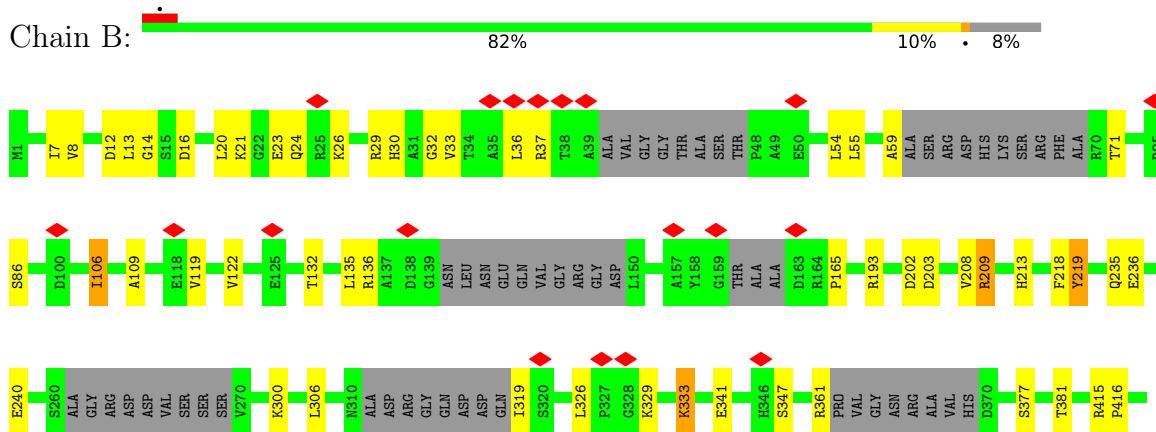 Chain B:
82% 10% • 8%
M1 I7 V8 D12 L13 G14 S15 D16 L20 K21 G22 E23 Q24 R25 K26 R29 H30 A31 G32 V33 T34 A35 L36 R37 T38 A39 ALA VAL GLY GLY THR ALA SER THR P48 A49 E50 L54 L55 A59 ALA SER ARG ASP HIS LYS SER ARG PHE ALA R70 T71
S86 D100 I106 A109 E118 V119 V122 E125 T132 L135 R136 A137 D138 G139 ASN LEU ASN GLU GLN VAL GLY ARG GLY ASP L150 A157 Y158 G159 THR ALA ALA D163 R164 P165 R193 D202 D203 V208 R209 H213 F218 Y219 Q235 E236
E240 S260 ALA GLY ARG ASP ASP VAL SER SER SER V270 K300 L306 N310 ALA ASP ARG GLY GLN ASP ASP GLN I319 S320 L326 P327 G328 K329 K333 E341 H346 S347 R361 PRO VAL GLY ASN ARG ALA VAL HIS D370 S377 T381 R415 P416